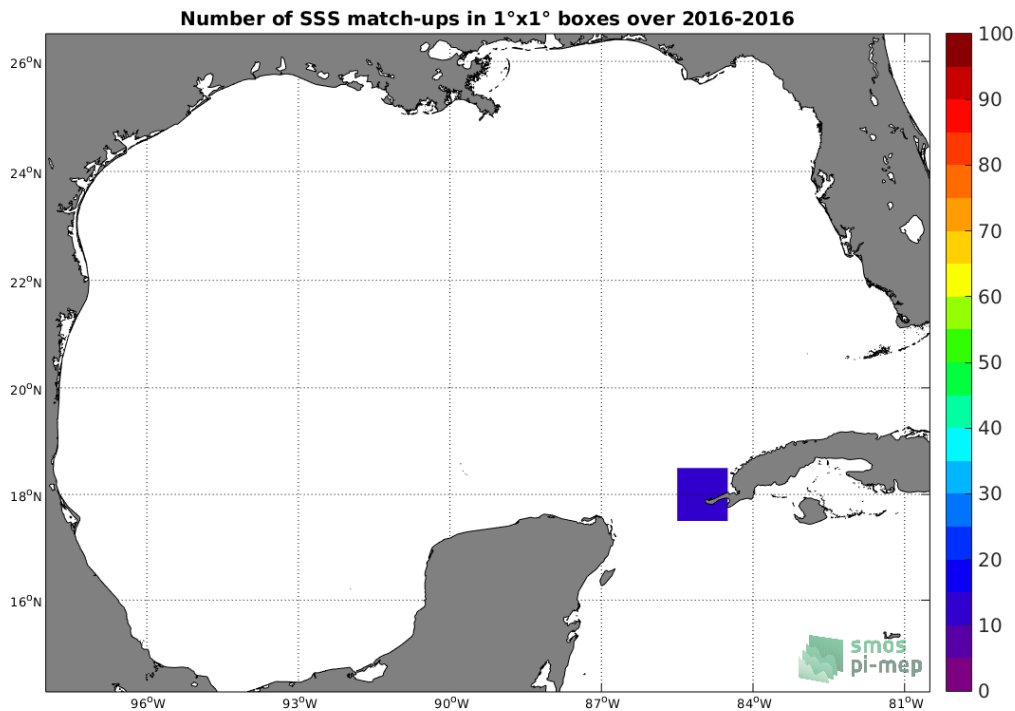 Number of SSS match-ups in 1°x1° boxes over 2016-2016
26°N
24°N
22°N
20°N
18°N
16°N
96°W
93°W
90°W
87°W
84°W
81°W
100
90
80
70
60
50
40
30
20
10
0
smos
pi-mep